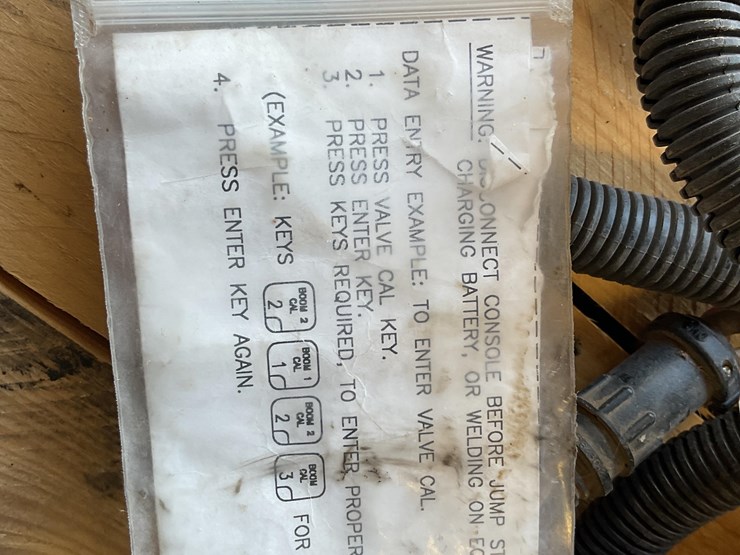 WARNING: DISCONNECT CONSOLE BEFORE JUMP
CHARGING BATTERY, OR WELDING ON
DATA ENTRY EXAMPLE: TO ENTER VALVE CAL.
1. PRESS VALVE CAL KEY.
2. PRESS ENTER KEY.
3. PRESS KEYS REQUIRED, TO ENTER PROPER
(EXAMPLE: KEYS BOOM 2 CAL 2 BOOM 1 CAL 1 BOOM 2 CAL 2 BOOM CAL 3 FOR
4. PRESS ENTER KEY AGAIN.